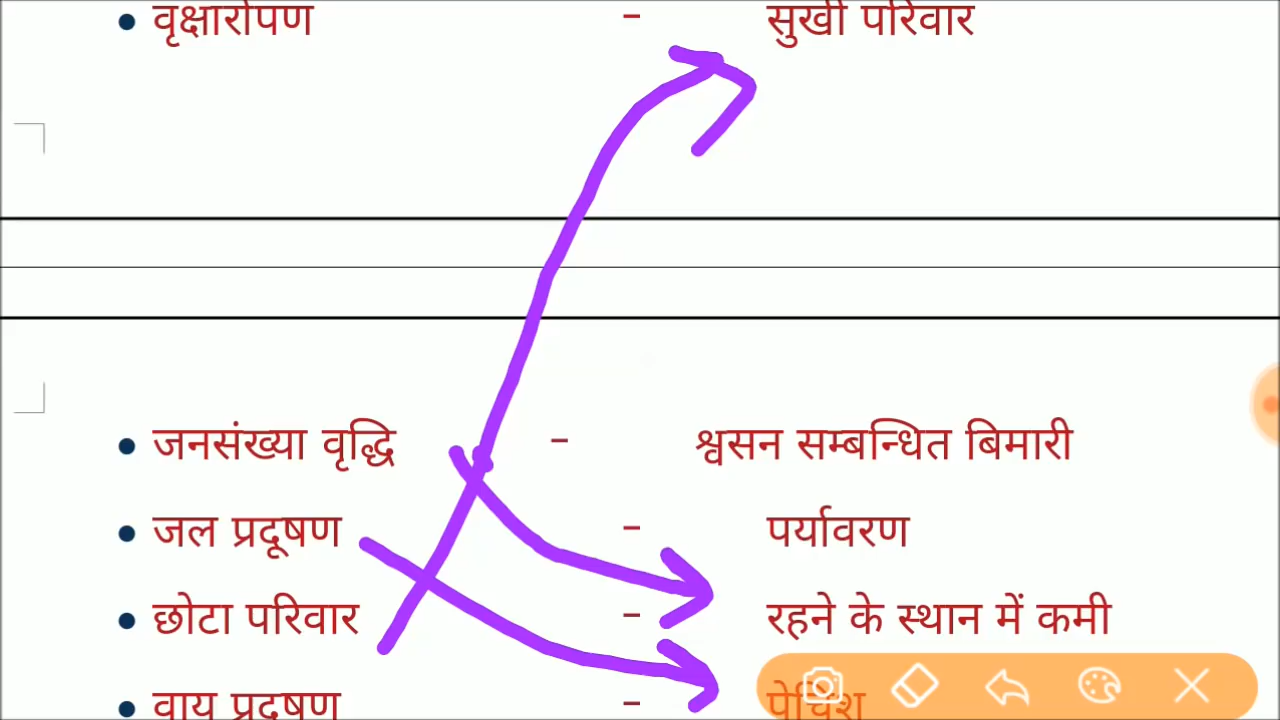 • वृक्षारोपण - सुखी परिवार
• जनसंख्या वृद्धि - श्वसन सम्बन्धित बिमारी
• जल प्रदूषण - पर्यावरण
• छोटा परिवार - रहने के स्थान में कमी
• वायु प्रदूषण - पेचिश